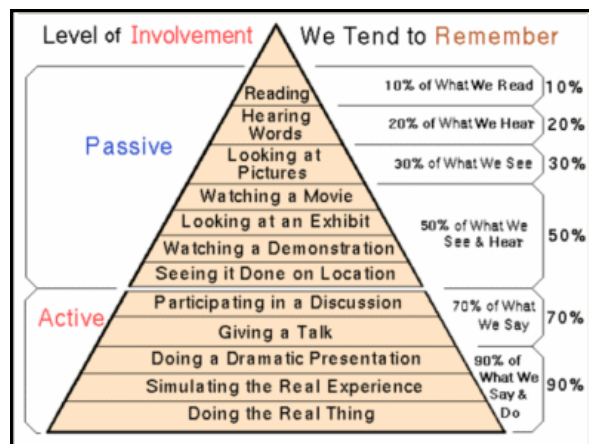 Level of Involvement
We Tend to Remember
Reading
10% of What We Read
10%
Hearing
Words
20% of What We Hear
20%
Passive
Looking at
Pictures
30% of What We See
30%
Watching a Movie
Looking at an Exhibit
Watching a Demonstration
Seeing it Done on Location
50% of What We
See & Hear
50%
Active
Participating in a Discussion
Giving a Talk
70% of What
We Say
70%
Doing a Dramatic Presentation
Simulating the Real Experience
Doing the Real Thing
90% of
What We
Say &
Do
90%